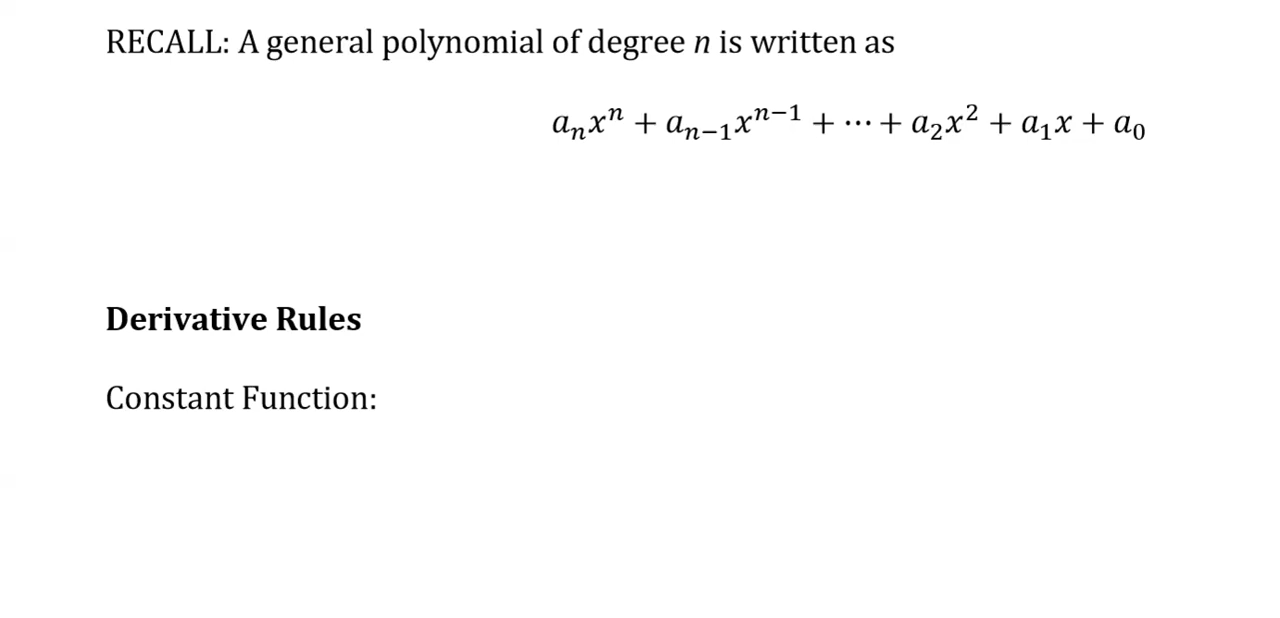 RECALL: A general polynomial of degree n is written as
aₙxⁿ + aₙ₋₁xⁿ⁻¹ + ⋯ + a₂x² + a₁x + a₀
Derivative Rules
Constant Function: